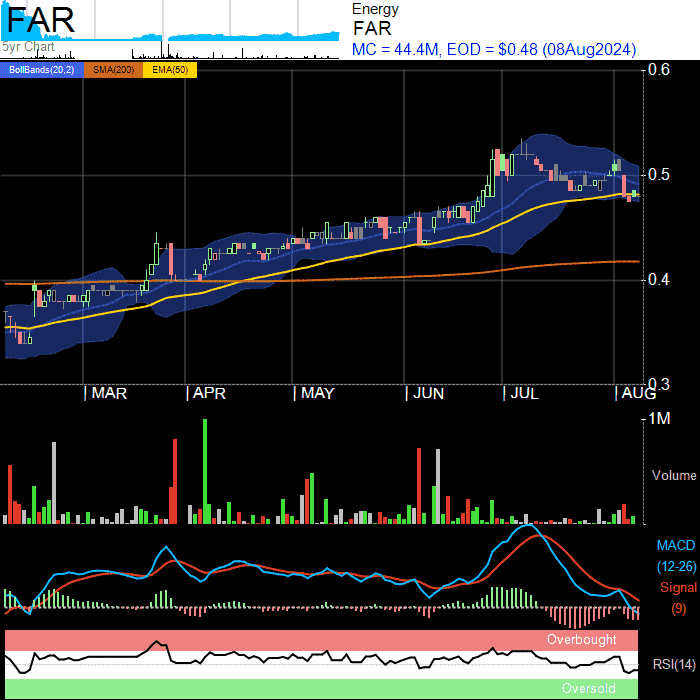 FAR
5yr Chart
Energy
FAR
MC = 44.4M, EOD = $0.48 (08Aug2024)
BollBands(20,2) SMA(200) EMA(50)
0.6
0.5
0.4
0.3
| MAR | APR | MAY | JUN | JUL | AUG
1M
Volume
MACD
(12-26)
Signal
(9)
Overbought
RSI(14)
Oversold